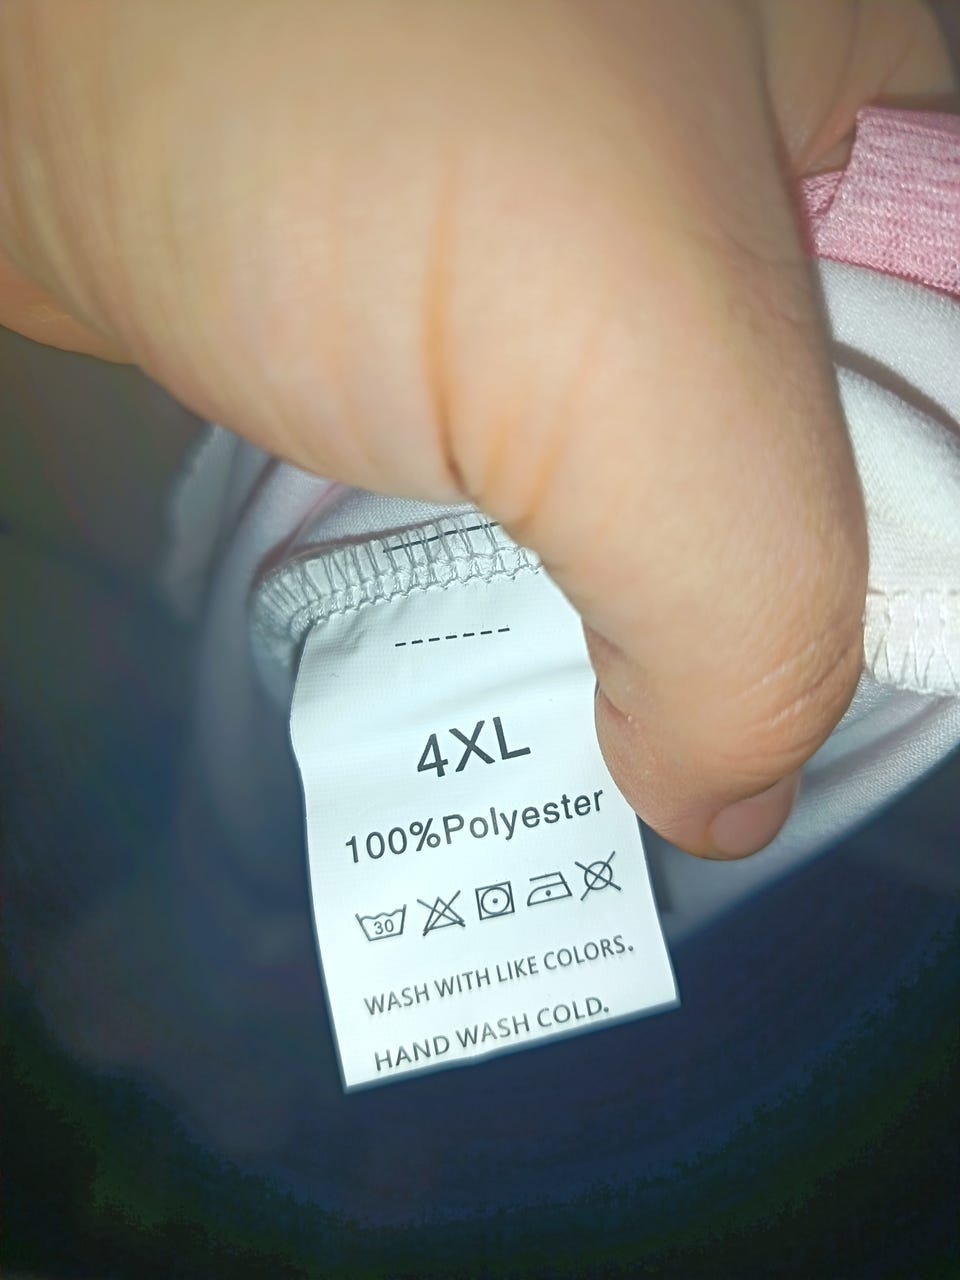 -------
4XL
100%Polyester
30
WASH WITH LIKE COLORS.
HAND WASH COLD.